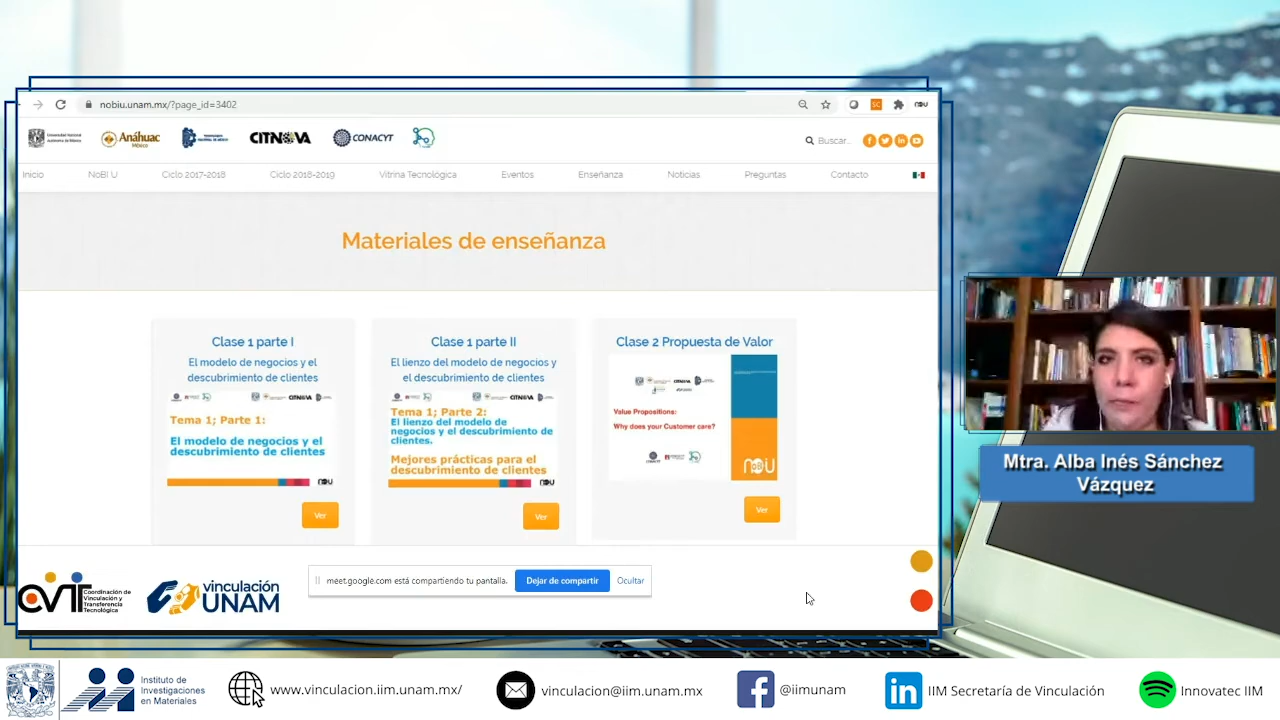 nobiu.unam.mx/?page_id=3402
Anáhuac
México
CITNOVA
CONACYT
Buscar...
SC
Inicio
NoBI U
Ciclo 2017-2018
Ciclo 2018-2019
Vitrina Tecnológica
Eventos
Enseñanza
Noticias
Preguntas
Contacto
Materiales de enseñanza
Clase 1 parte I
El modelo de negocios y el
descubrimiento de clientes
CITNOVA
Tema 1; Parte 1:
El modelo de negocios y el
descubrimiento de clientes
Ver
Clase 1 parte II
El lienzo del modelo de negocios y
el descubrimiento de clientes
CITNOVA
Tema 1; Parte 2:
El lienzo del modelo de
negocios y el descubrimiento de
clientes.
Mejores prácticas para el
descubrimiento de clientes
Ver
Clase 2 Propuesta de Valor
CITNOVA
Value Propositions:
Why does your Customer care?
Ver
Mtra. Alba Inés Sánchez
Vázquez
CVTT
Coordinación de
Vinculación y
Transferencia
Tecnológica
vinculación
UNAM
meet.google.com está compartiendo tu pantalla.
Dejar de compartir
Ocultar
Instituto de
Investigaciones
en Materiales
www.vinculacion.iim.unam.mx/
vinculacion@iim.unam.mx
@iimunam
IIM Secretaría de Vinculación
Innovatec IIM